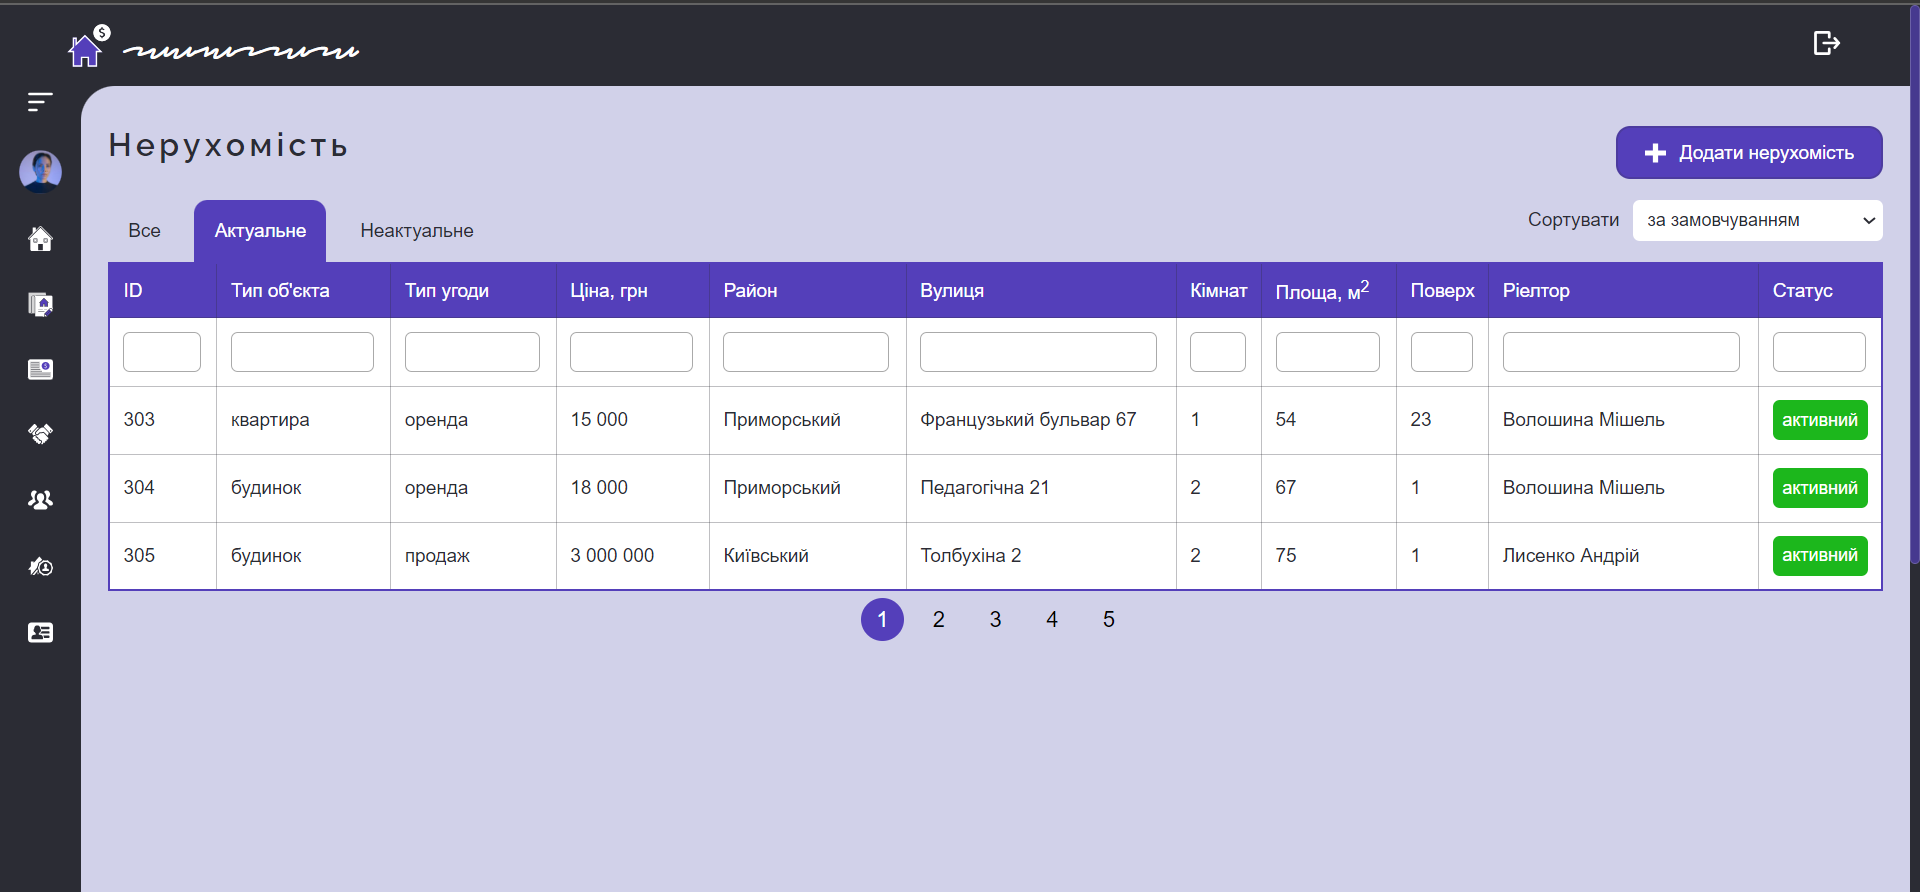 $
Нерухомість
Додати нерухомість
Все Актуальне Неактуальне
Сортувати за замовчуванням
ID Тип об'єкта Тип угоди Ціна, грн Район Вулиця Кімнат Площа, м² Поверх Ріелтор Статус
303 квартира оренда 15 000 Приморський Французький бульвар 67 1 54 23 Волошина Мішель активний
304 будинок оренда 18 000 Приморський Педагогічна 21 2 67 1 Волошина Мішель активний
305 будинок продаж 3 000 000 Київський Толбухіна 2 2 75 1 Лисенко Андрій активний
1 2 3 4 5